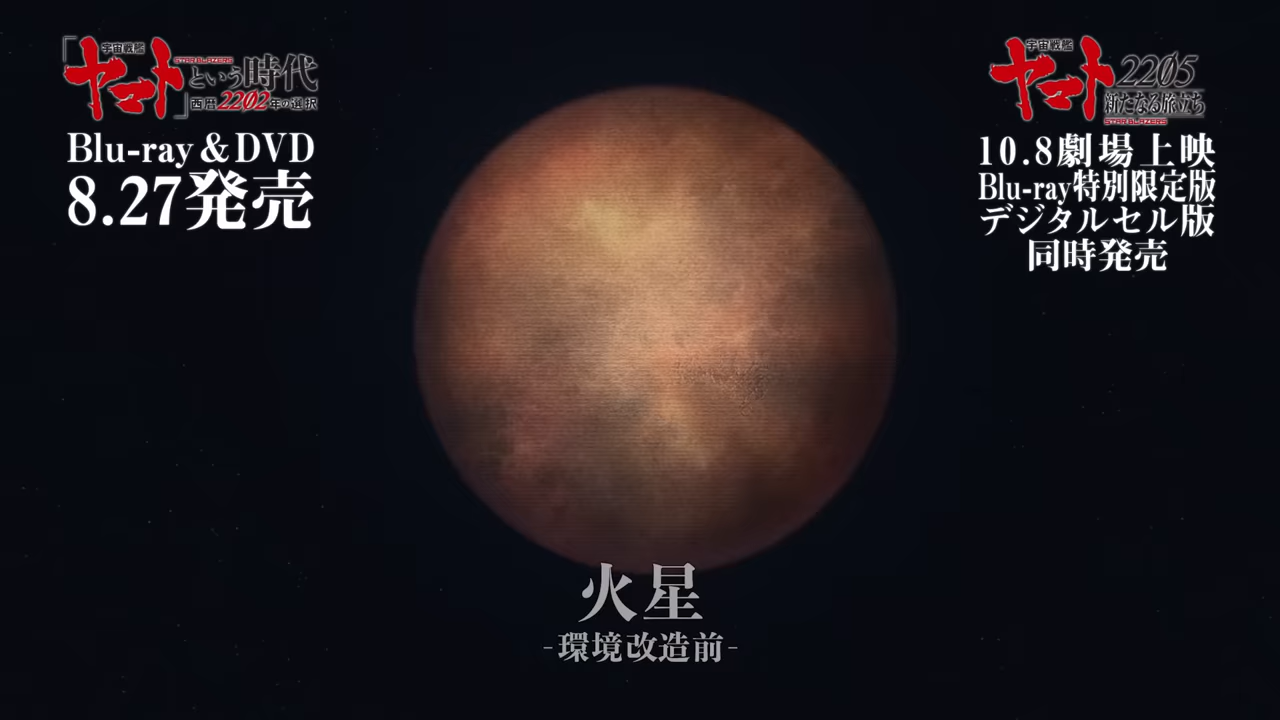 「宇宙戦艦
ヤマト
STAR BLAZERS
という時代」
西暦2202年の選択
Blu-ray & DVD
8.27発売
宇宙戦艦
ヤマト
2205
新たなる旅立ち
STAR BLAZERS
10.8劇場上映
Blu-ray特別限定版
デジタルセル版
同時発売
火星
-環境改造前-